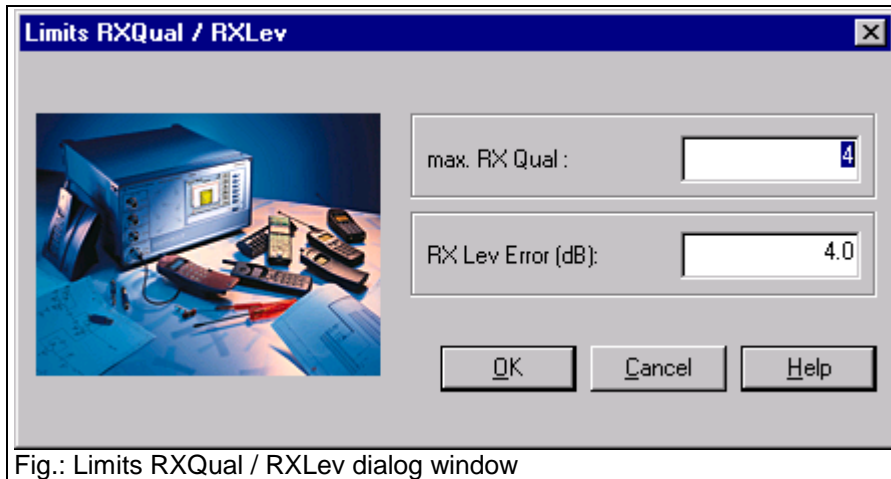 Limits RXQual / RXLev
max. RX Qual : 4
RX Lev Error (dB): 4.0
OK Cancel Help
Fig.: Limits RXQual / RXLev dialog window